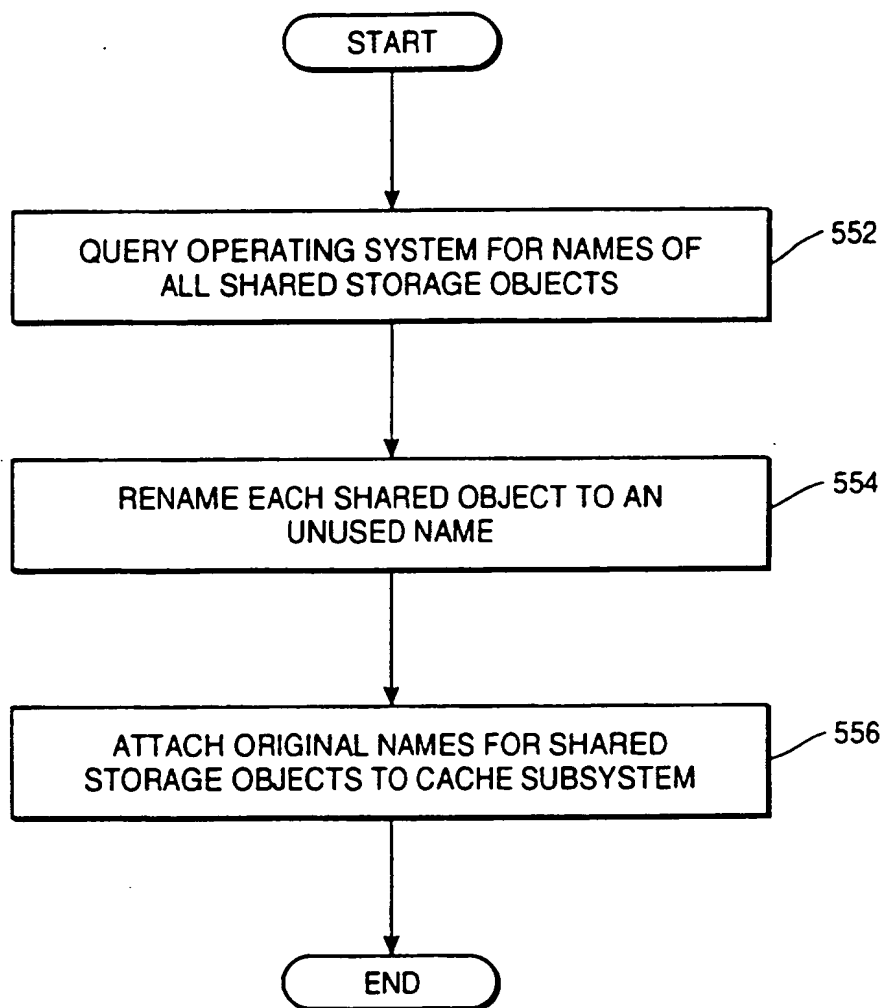 START
QUERY OPERATING SYSTEM FOR NAMES OF
ALL SHARED STORAGE OBJECTS
552
RENAME EACH SHARED OBJECT TO AN
UNUSED NAME
554
ATTACH ORIGINAL NAMES FOR SHARED
STORAGE OBJECTS TO CACHE SUBSYSTEM
556
END